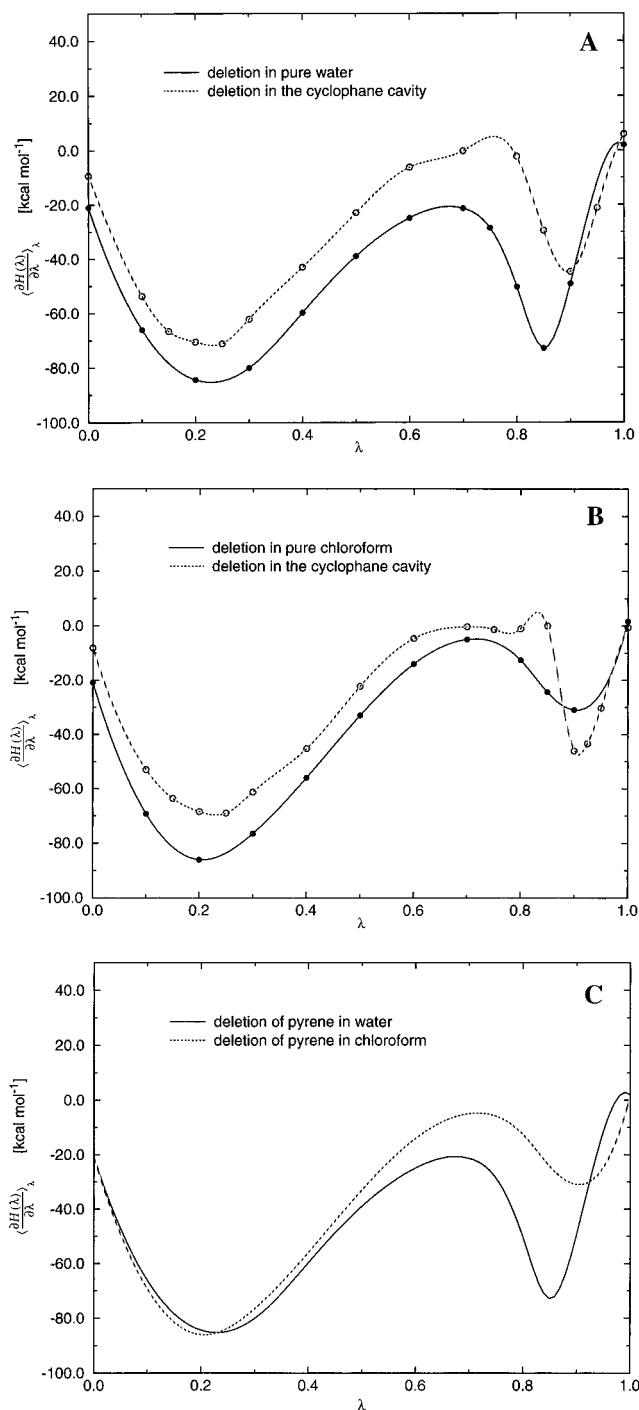 A
40.0
20.0
0.0
-20.0
-40.0
-60.0
-80.0
-100.0
deletion in pure water
deletion in the cyclophane cavity
⟨∂H(λ)/∂λ⟩λ [kcal mol-1]
0.0 0.2 0.4 0.6 0.8 1.0
λ
B
40.0
20.0
0.0
-20.0
-40.0
-60.0
-80.0
-100.0
deletion in pure chloroform
deletion in the cyclophane cavity
⟨∂H(λ)/∂λ⟩λ [kcal mol-1]
0.0 0.2 0.4 0.6 0.8 1.0
λ
C
40.0
20.0
0.0
-20.0
-40.0
-60.0
-80.0
-100.0
deletion of pyrene in water
deletion of pyrene in chloroform
⟨∂H(λ)/∂λ⟩λ [kcal mol-1]
0.0 0.2 0.4 0.6 0.8 1.0
λ